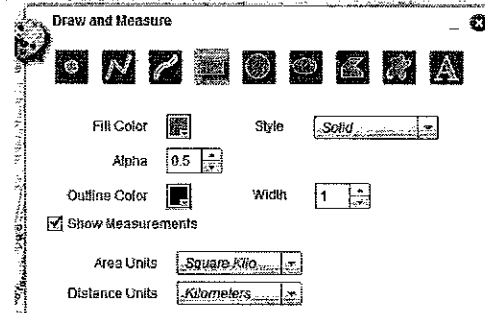 Draw and Measure
A
Fill Color Style Solid
Alpha 0.5
Outline Color Width 1
Show Measurements
Area Units Square Kilo...
Distance Units Kilometers